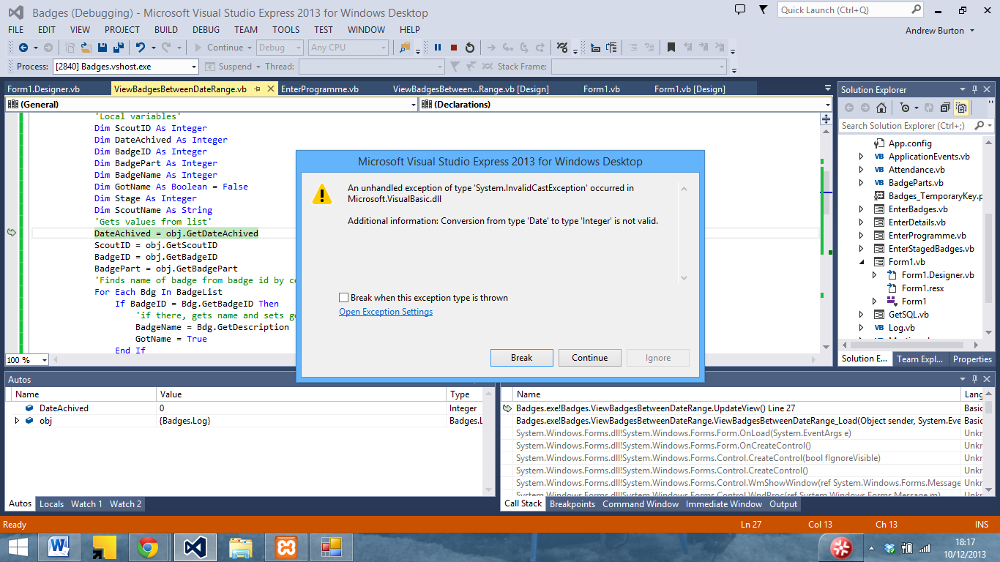 Badges (Debugging) - Microsoft Visual Studio Express 2013 for Windows Desktop
Quick Launch (Ctrl+Q)
FILE EDIT VIEW PROJECT BUILD DEBUG TEAM TOOLS TEST WINDOW HELP
Andrew Burton
Continue Debug Any CPU
Process: [2840] Badges.vshost.exe Suspend Thread: Stack Frame:
Form1.Designer.vb ViewBadgesBetweenDateRange.vb EnterProgramme.vb ViewBadgesBetween...Range.vb [Design] Form1.vb Form1.vb [Design]
(General) (Declarations)
'Local variables'
Dim ScoutID As Integer
Dim DateAchived As Integer
Dim BadgeID As Integer
Dim BadgePart As Integer
Dim BadgeName As Integer
Dim GotName As Boolean = False
Dim Stage As Integer
Dim ScoutName As String
'Gets values from list'
DateAchived = obj.GetDateAchived
ScoutID = obj.GetScoutID
BadgeID = obj.GetBadgeID
BadgePart = obj.GetBadgePart
'Finds name of badge from badge id by co
For Each Bdg In BadgeList
If BadgeID = Bdg.GetBadgeID Then
'if there, gets name and sets go
BadgeName = Bdg.GetDescription
GotName = True
End If
100 %
Microsoft Visual Studio Express 2013 for Windows Desktop
An unhandled exception of type 'System.InvalidCastException' occurred in
Microsoft.VisualBasic.dll
Additional information: Conversion from type 'Date' to type 'Integer' is not valid.
Break when this exception type is thrown
Open Exception Settings
Break Continue Ignore
Solution Explorer
Search Solution Explorer (Ctrl+;)
App.config
ApplicationEvents.vb
Attendance.vb
BadgeParts.vb
Badges_TemporaryKey.p
EnterBadges.vb
EnterDetails.vb
EnterProgramme.vb
EnterStagedBadges.vb
Form1.vb
Form1.Designer.vb
Form1.resx
Form1
GetSQL.vb
Log.vb
Solution E... Team Expl... Properties
Autos
Name Value Type
DateAchived 0 Integer
obj {Badges.Log} Badges.L
Autos Locals Watch 1 Watch 2
Name Lang
Badges.exe!Badges.ViewBadgesBetweenDateRange.UpdateView() Line 27 Basic
Badges.exe!Badges.ViewBadgesBetweenDateRange.ViewBadgesBetweenDateRange_Load(Object sender, System.Eve Basic
System.Windows.Forms.dll!System.Windows.Forms.Form.OnLoad(System.EventArgs e) Unkr
System.Windows.Forms.dll!System.Windows.Forms.Form.OnCreateControl() Unkr
System.Windows.Forms.dll!System.Windows.Forms.Control.CreateControl(bool fIgnoreVisible) Unkr
System.Windows.Forms.dll!System.Windows.Forms.Control.CreateControl() Unkr
System.Windows.Forms.dll!System.Windows.Forms.Control.WmShowWindow(ref System.Windows.Forms.Message Unkr
System.Windows.Forms.dll!System.Windows.Forms.Control.WndProc(ref System.Windows.Forms.Message m) Unkr
Call Stack Breakpoints Command Window Immediate Window Output
Ready Ln 27 Col 13 Ch 13 INS
18:17
10/12/2013